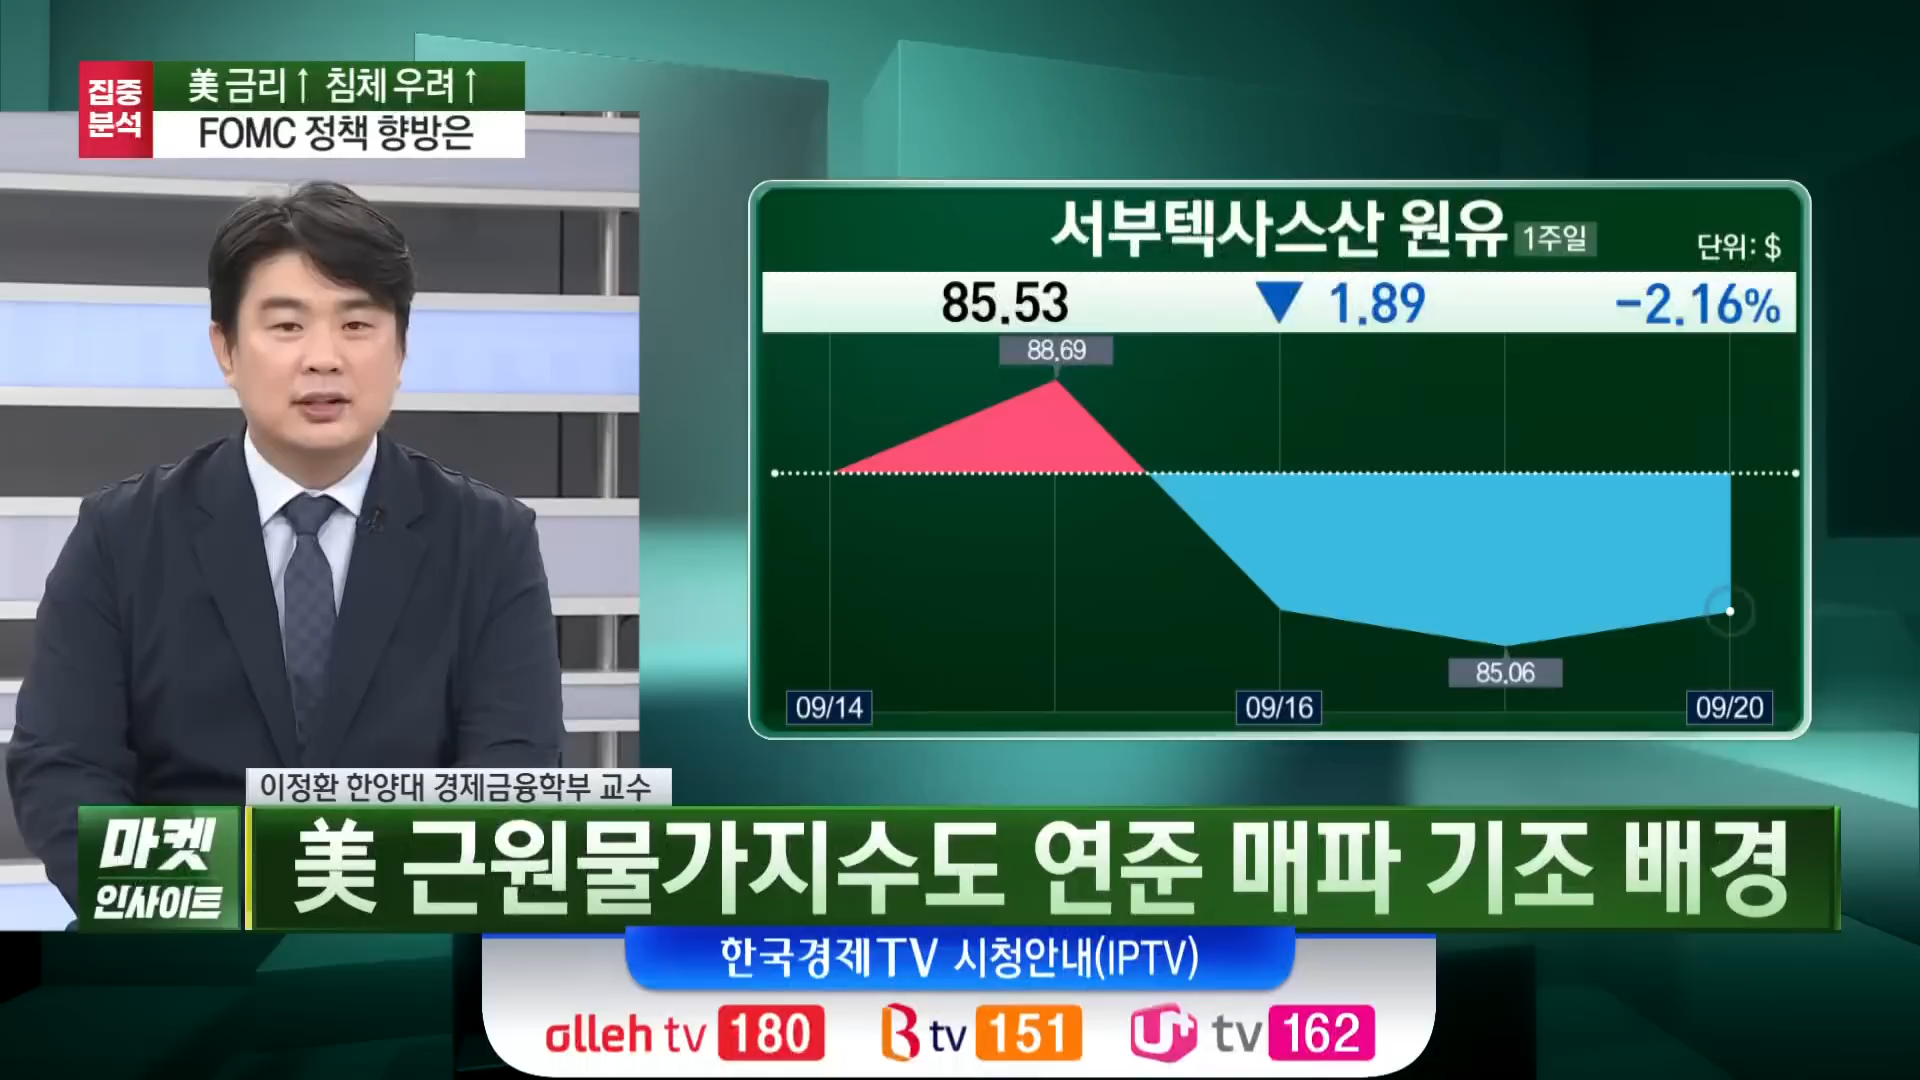 집중
분석
美 금리↑ 침체 우려↑
FOMC 정책 향방은
서부텍사스산 원유 1주일 단위: $
85.53 ▼ 1.89 -2.16%
88.69
85.06
09/14 09/16 09/20
이정환 한양대 경제금융학부 교수
마켓
인사이트
美 근원물가지수도 연준 매파 기조 배경
한국경제TV 시청안내(IPTV)
olleh tv 180 B tv 151 U+ tv 162